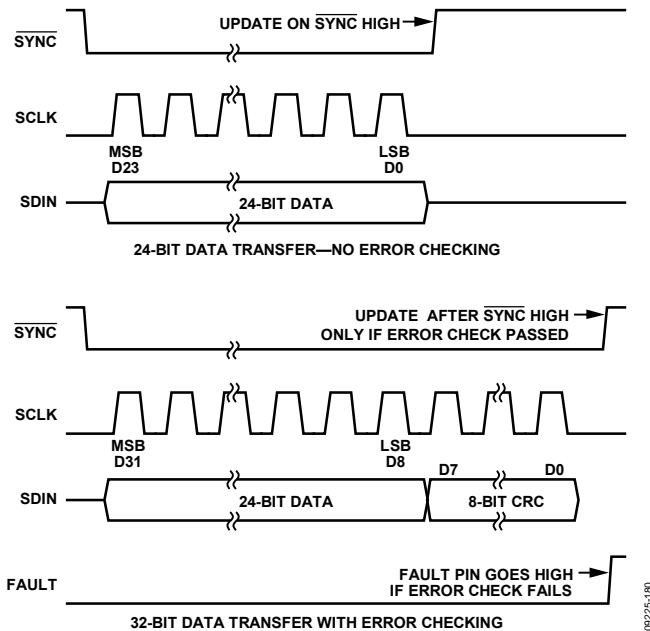 UPDATE ON SYNC HIGH
SYNC
SCLK
MSB
D23
LSB
D0
SDIN
24-BIT DATA
24-BIT DATA TRANSFER—NO ERROR CHECKING
UPDATE AFTER SYNC HIGH
ONLY IF ERROR CHECK PASSED
SYNC
SCLK
MSB
D31
LSB
D8
D7
D0
SDIN
24-BIT DATA
8-BIT CRC
FAULT PIN GOES HIGH
IF ERROR CHECK FAILS
FAULT
32-BIT DATA TRANSFER WITH ERROR CHECKING
09225-180